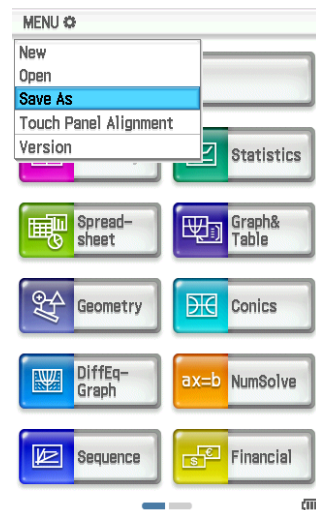 MENU
New
Open
Save As
Touch Panel Alignment
Version
Statistics
Spread-
sheet
Graph&
Table
Geometry
Conics
DiffEq-
Graph
ax=b NumSolve
Sequence
Financial